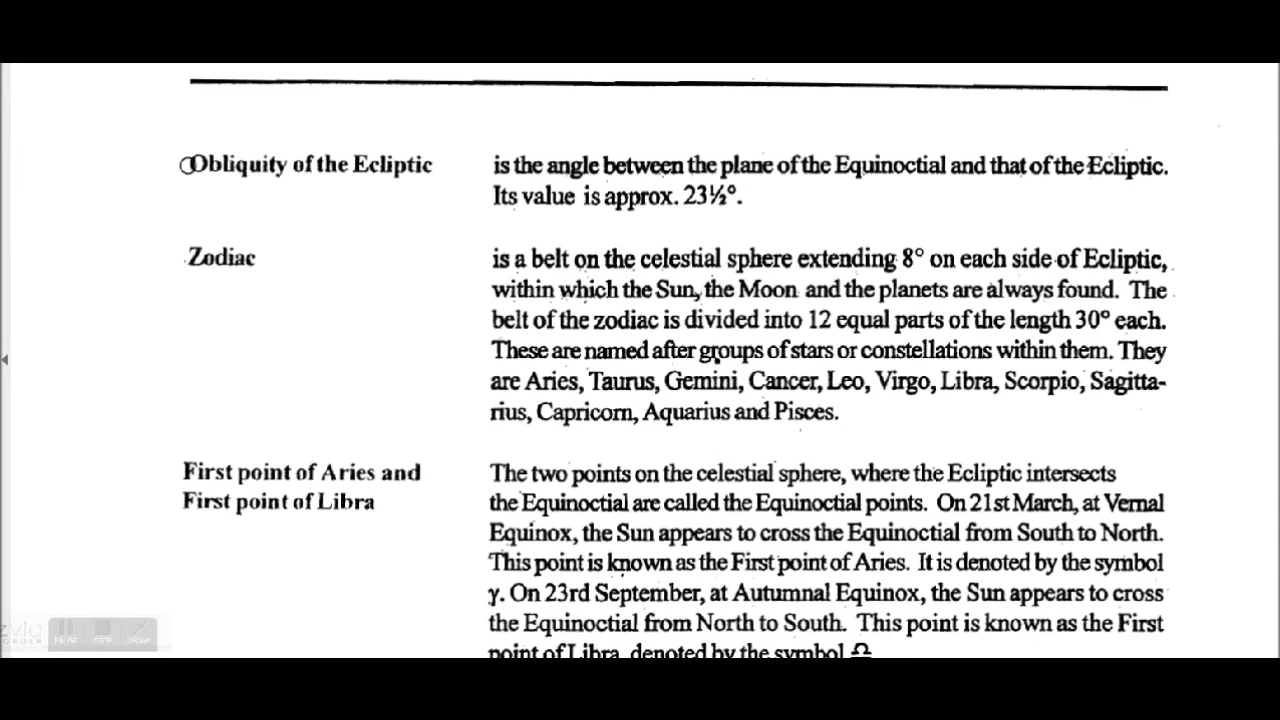 Obliquity of the Ecliptic is the angle between the plane of the Equinoctial and that of the Ecliptic.
Its value is approx. 23½°.
Zodiac is a belt on the celestial sphere extending 8° on each side of Ecliptic,
within which the Sun, the Moon and the planets are always found. The
belt of the zodiac is divided into 12 equal parts of the length 30° each.
These are named after groups of stars or constellations within them. They
are Aries, Taurus, Gemini, Cancer, Leo, Virgo, Libra, Scorpio, Sagitta-
rius, Capricorn, Aquarius and Pisces.
First point of Aries and The two points on the celestial sphere, where the Ecliptic intersects
First point of Libra the Equinoctial are called the Equinoctial points. On 21st March, at Vernal
Equinox, the Sun appears to cross the Equinoctial from South to North.
This point is known as the First point of Aries. It is denoted by the symbol
γ. On 23rd September, at Autumnal Equinox, the Sun appears to cross
the Equinoctial from North to South. This point is known as the First
point of Libra, denoted by the symbol ♎
PAUSE STOP DRAW